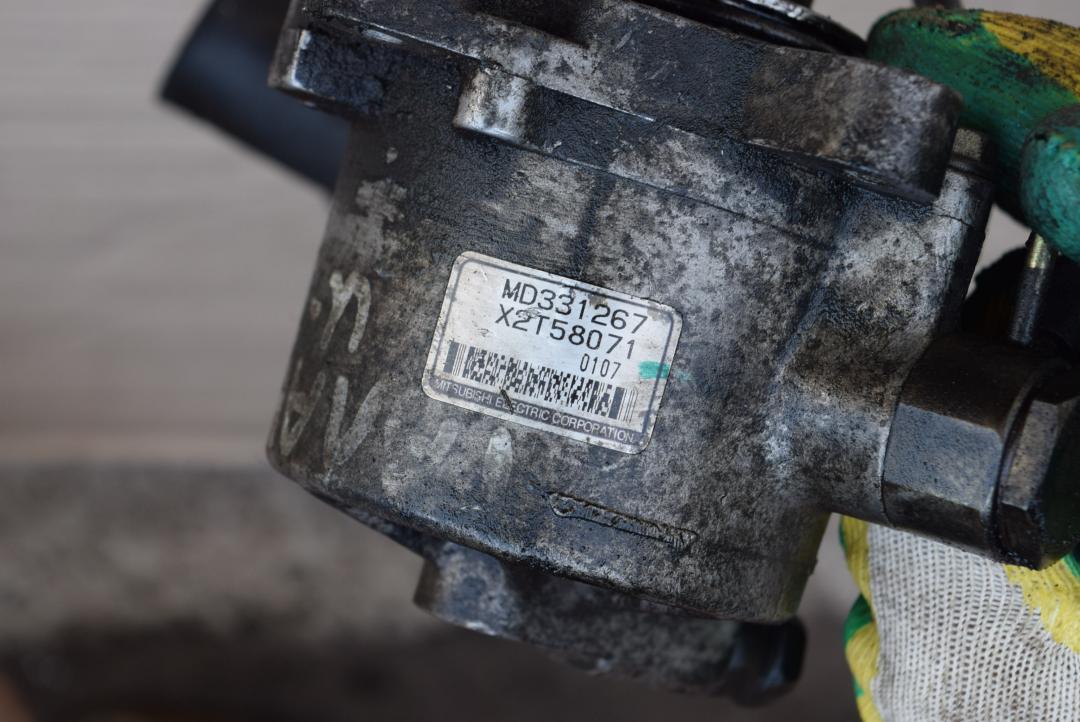 MD331267
X2T58071
0107
MITSUBISHI ELECTRIC CORPORATION